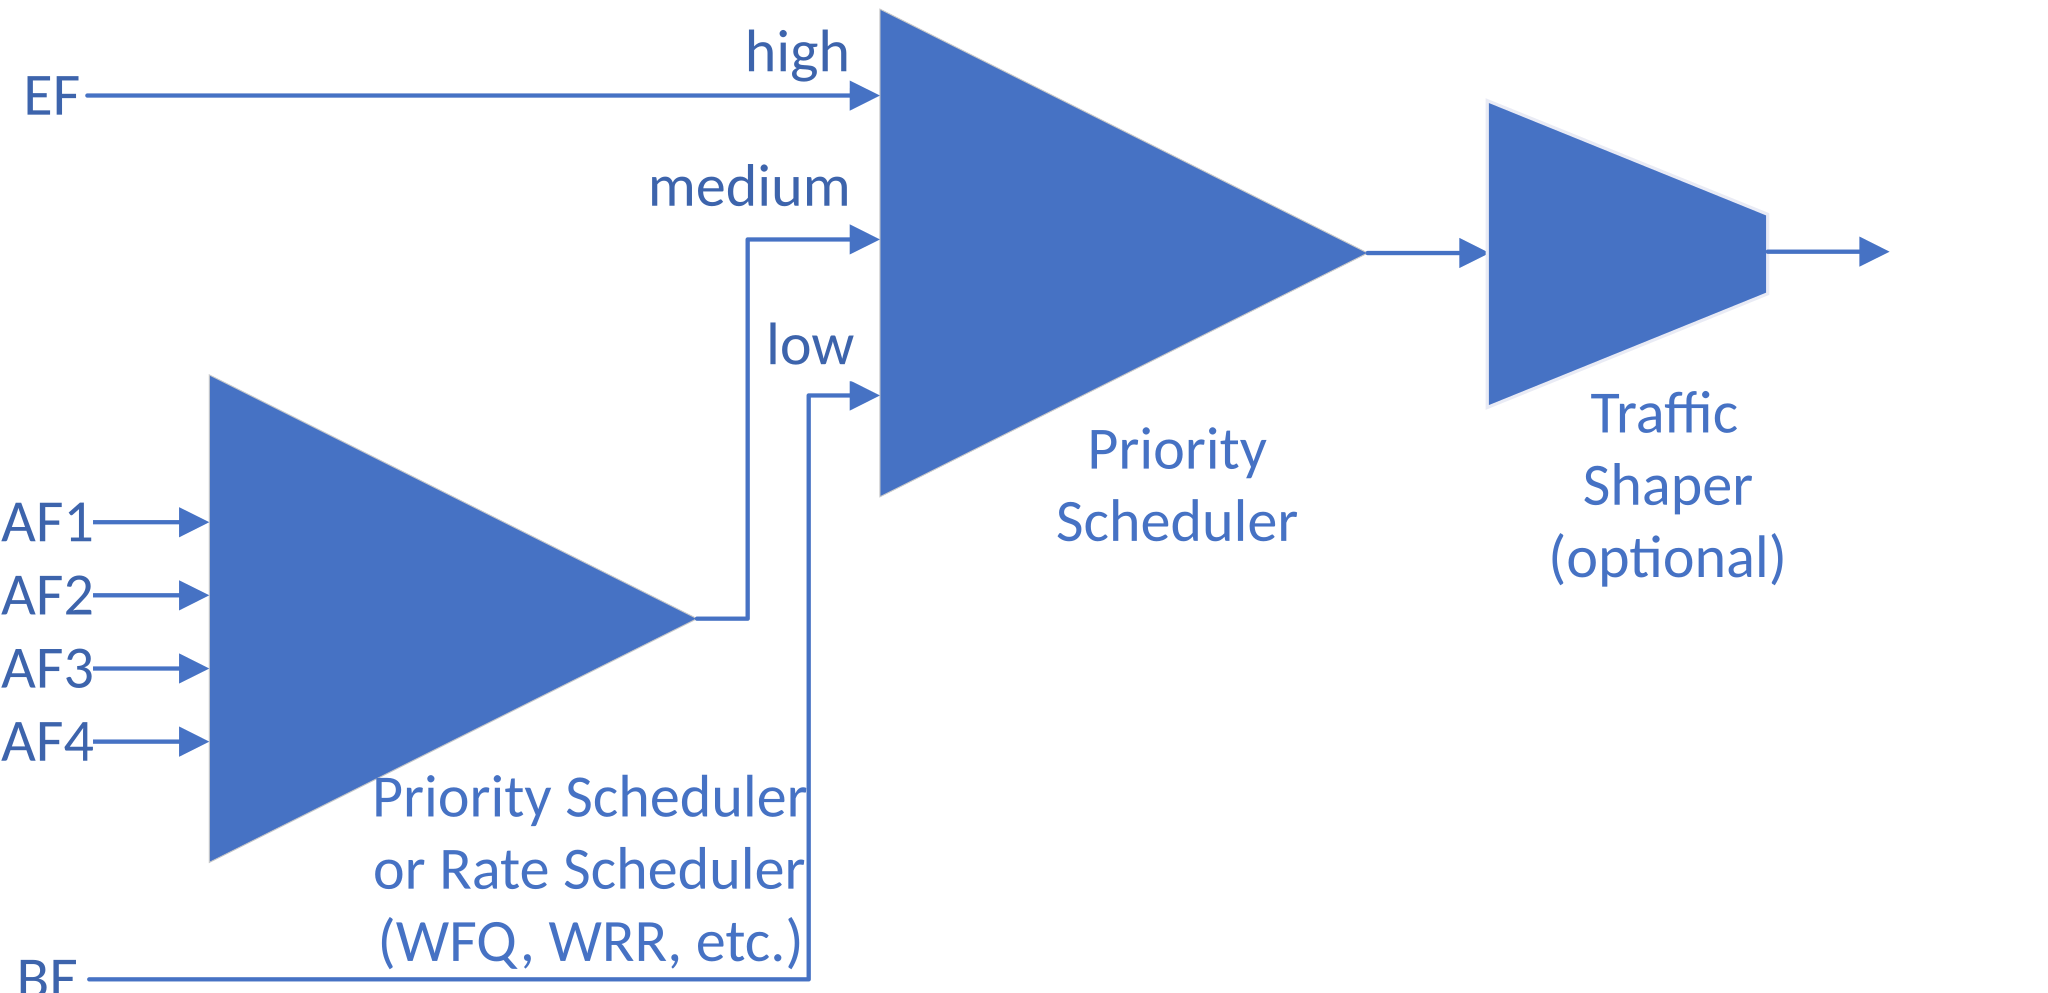 high
EF
medium
low
Traffic
Shaper
(optional)
Priority
Scheduler
AF1
AF2
AF3
AF4
Priority Scheduler
or Rate Scheduler
(WFQ, WRR, etc.)
BE